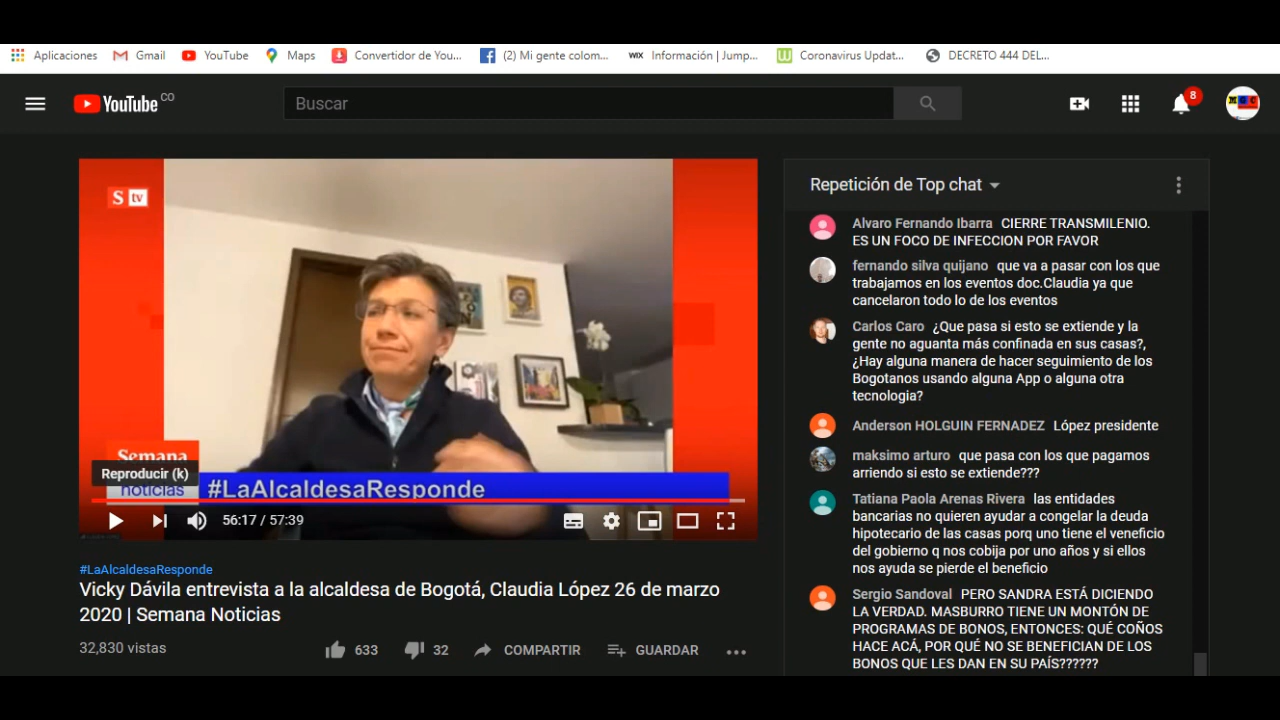 Aplicaciones Gmail YouTube Maps Convertidor de You... (2) Mi gente colom... WIX Información | Jump... Coronavirus Updat... DECRETO 444 DEL...
YouTube CO Buscar 8
S tv
Semana
Reproducir (k)
noticias #LaAlcaldesaResponde
56:17 / 57:39
#LaAlcaldesaResponde
Vicky Dávila entrevista a la alcaldesa de Bogotá, Claudia López 26 de marzo
2020 | Semana Noticias
32,830 vistas 633 32 COMPARTIR GUARDAR
Repetición de Top chat
Alvaro Fernando Ibarra CIERRE TRANSMILENIO.
ES UN FOCO DE INFECCION POR FAVOR
fernando silva quijano que va a pasar con los que
trabajamos en los eventos doc.Claudia ya que
cancelaron todo lo de los eventos
Carlos Caro ¿Que pasa si esto se extiende y la
gente no aguanta más confinada en sus casas?,
¿Hay alguna manera de hacer seguimiento de los
Bogotanos usando alguna App o alguna otra
tecnologia?
Anderson HOLGUIN FERNADEZ López presidente
maksimo arturo que pasa con los que pagamos
arriendo si esto se extiende???
Tatiana Paola Arenas Rivera las entidades
bancarias no quieren ayudar a congelar la deuda
hipotecario de las casas porq uno tiene el veneficio
del gobierno q nos cobija por uno años y si ellos
nos ayuda se pierde el beneficio
Sergio Sandoval PERO SANDRA ESTÁ DICIENDO
LA VERDAD. MASBURRO TIENE UN MONTÓN DE
PROGRAMAS DE BONOS, ENTONCES: QUÉ COÑOS
HACE ACÁ, POR QUÉ NO SE BENEFICIAN DE LOS
BONOS QUE LES DAN EN SU PAÍS??????